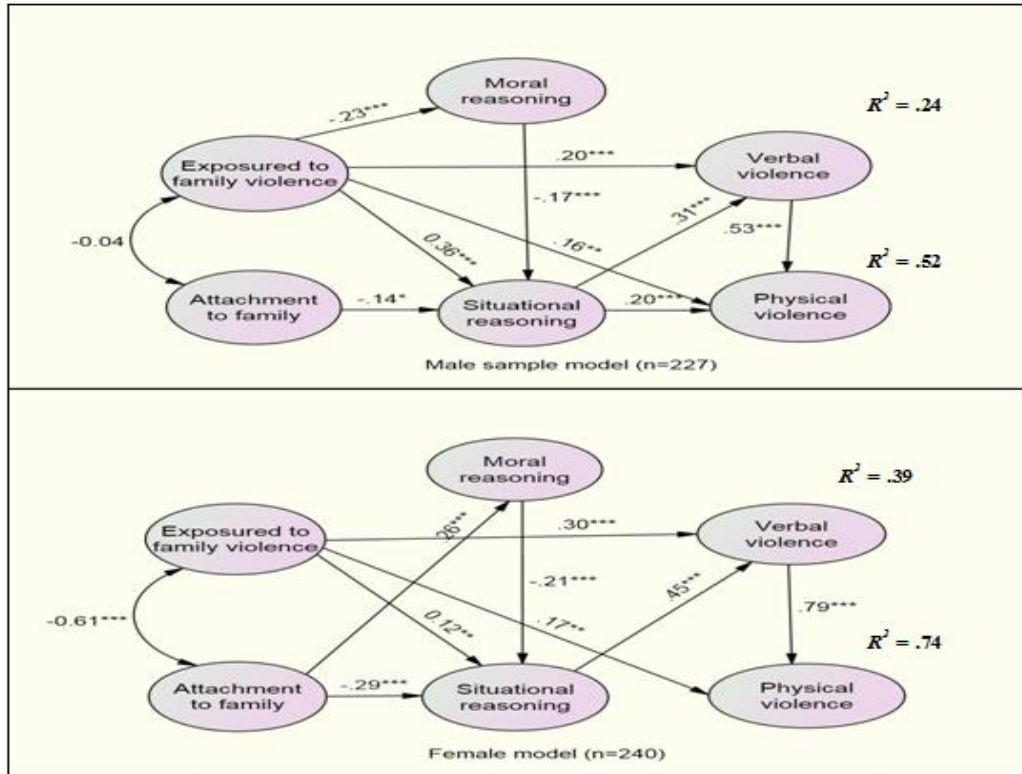 Moral
reasoning
R² = .24
-.23***
Exposured to
family violence
.20***
Verbal
violence
-.17***
.31***
-0.04
0.36***
.16**
.53***
R² = .52
Attachment
to family
-.14*
Situational
reasoning
.20***
Physical
violence
Male sample model (n=227)
Moral
reasoning
R² = .39
Exposured to
family violence
.26***
.30***
Verbal
violence
-.21***
.45***
-0.61***
0.12**
.17**
.79***
R² = .74
Attachment
to family
-.29***
Situational
reasoning
Physical
violence
Female model (n=240)